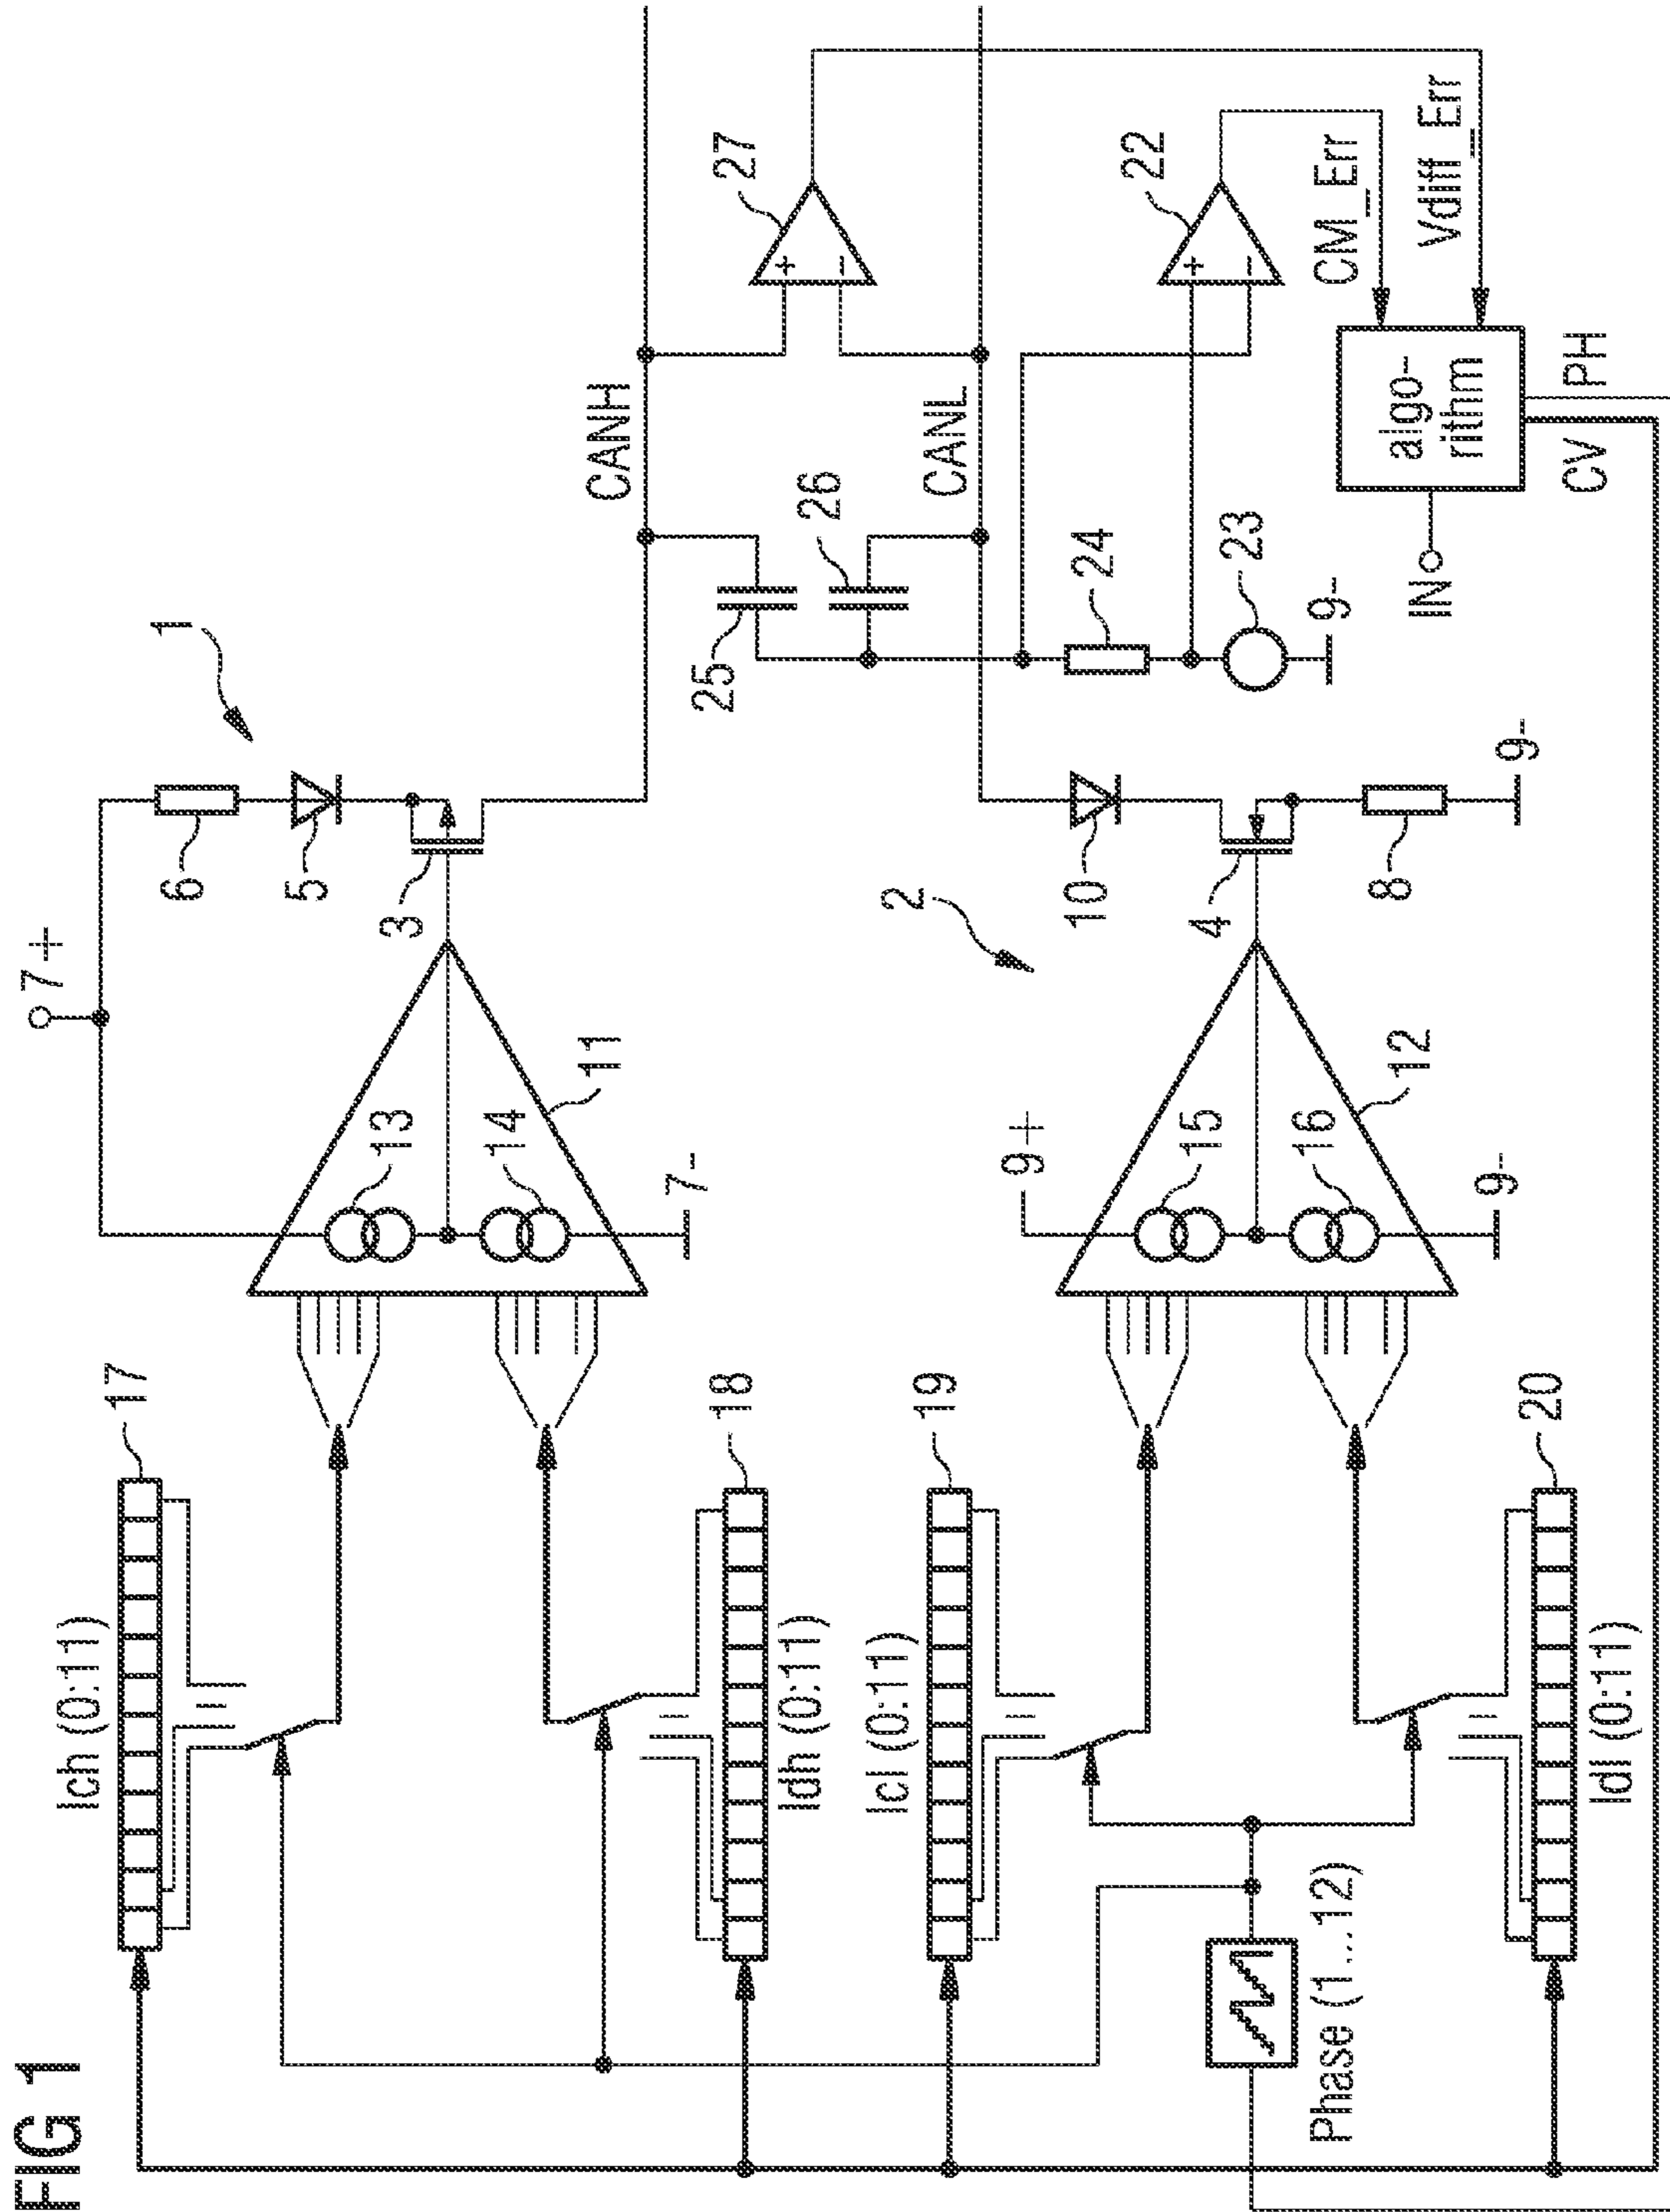 FIG 1
7+
1
6
5
3
CANH
27
13
11
14
7-
17
Ich (0:11)
18
Idh (0:11)
25
26
CANL
22
CM_Err
Vdiff_Err
24
23
9-
IN
algo-
rithm
CV
PH
2
10
4
8
9-
9+
15
12
16
9-
19
Icl (0:11)
20
Idl (0:11)
Phase (1...12)
+
-
+
-